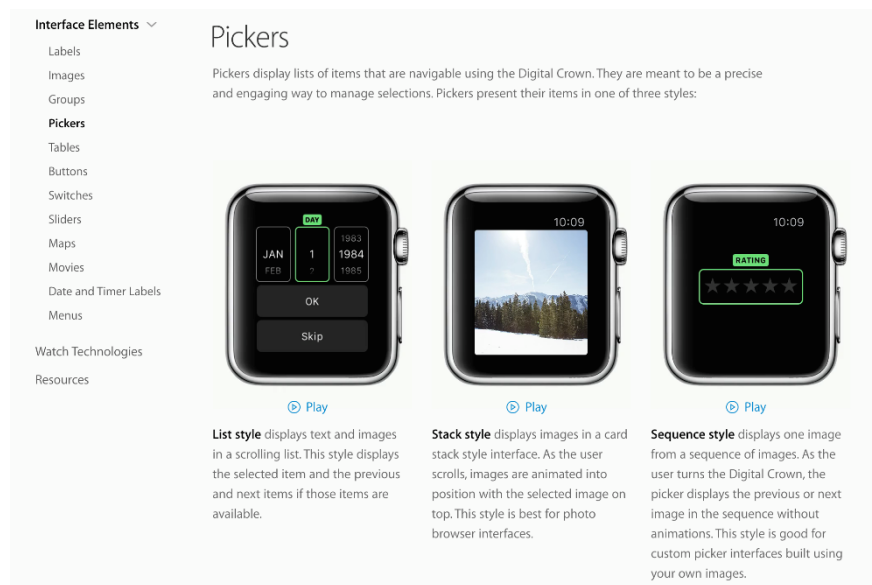 Interface Elements
Labels
Images
Groups
Pickers
Tables
Buttons
Switches
Sliders
Maps
Movies
Date and Timer Labels
Menus
Watch Technologies
Resources
Pickers
Pickers display lists of items that are navigable using the Digital Crown. They are meant to be a precise
and engaging way to manage selections. Pickers present their items in one of three styles:
DAY
1983
JAN 1 1984
FEB 1985
OK
Skip
Play
List style displays text and images
in a scrolling list. This style displays
the selected item and the previous
and next items if those items are
available.
10:09
Play
Stack style displays images in a card
stack style interface. As the user
scrolls, images are animated into
position with the selected image on
top. This style is best for photo
browser interfaces.
10:09
RATING
Play
Sequence style displays one image
from a sequence of images. As the
user turns the Digital Crown, the
picker displays the previous or next
image in the sequence without
animations. This style is good for
custom picker interfaces built using
your own images.